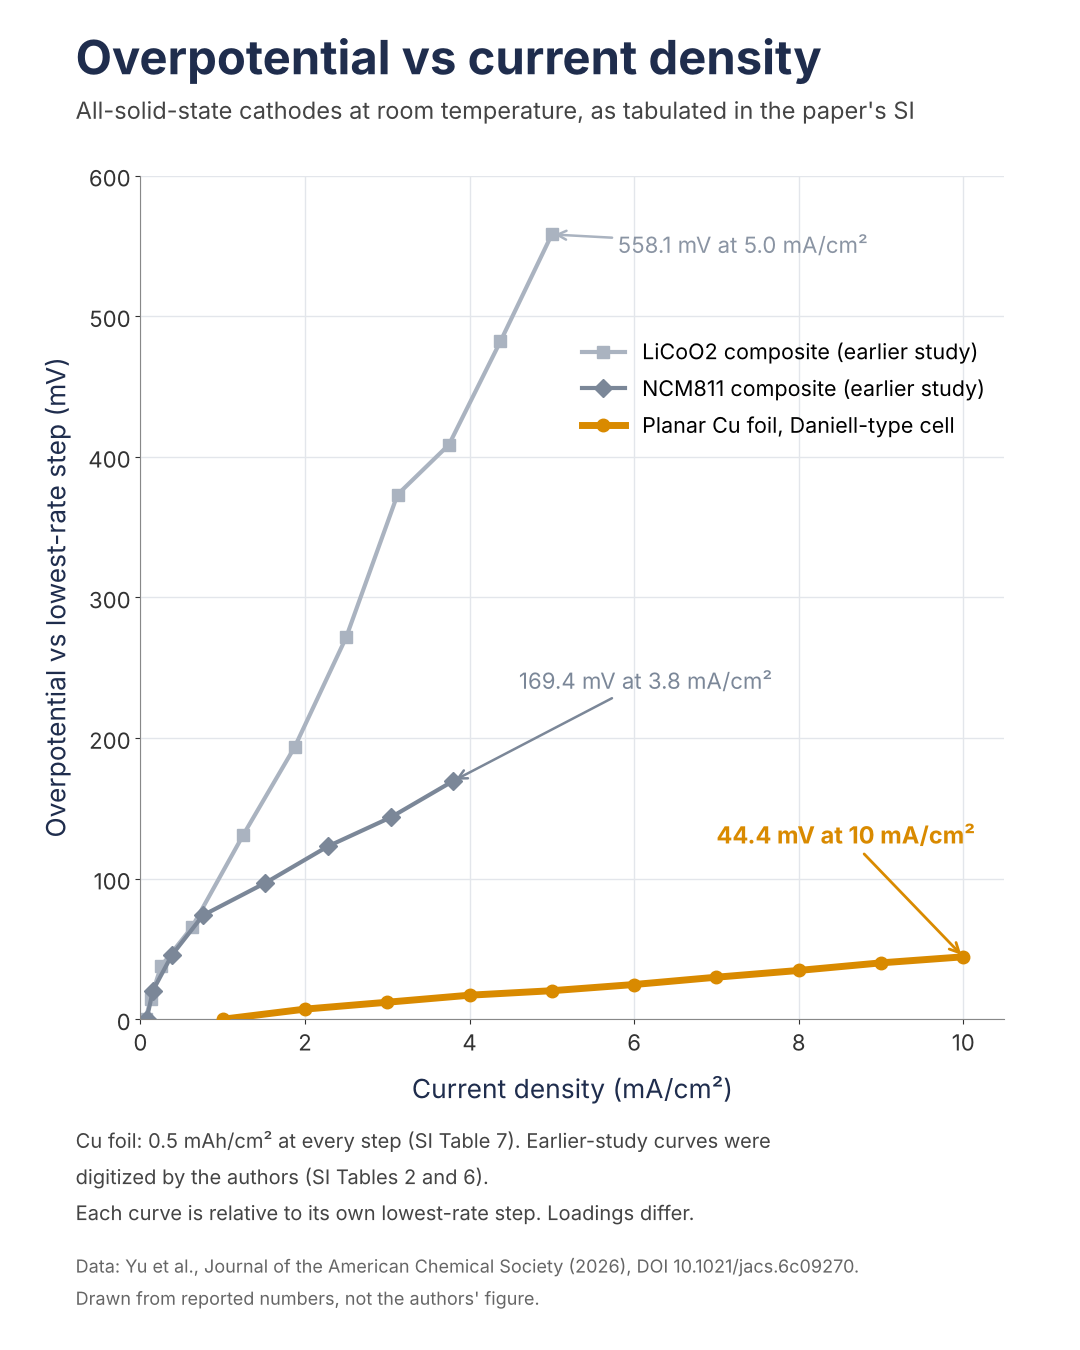 Overpotential vs current density
All-solid-state cathodes at room temperature, as tabulated in the paper's SI
600
500
400
300
200
100
0
Overpotential vs lowest-rate step (mV)
558.1 mV at 5.0 mA/cm²
LiCoO2 composite (earlier study)
NCM811 composite (earlier study)
Planar Cu foil, Daniell-type cell
169.4 mV at 3.8 mA/cm²
44.4 mV at 10 mA/cm²
0 2 4 6 8 10
Current density (mA/cm²)
Cu foil: 0.5 mAh/cm² at every step (SI Table 7). Earlier-study curves were
digitized by the authors (SI Tables 2 and 6).
Each curve is relative to its own lowest-rate step. Loadings differ.
Data: Yu et al., Journal of the American Chemical Society (2026), DOI 10.1021/jacs.6c09270.
Drawn from reported numbers, not the authors' figure.